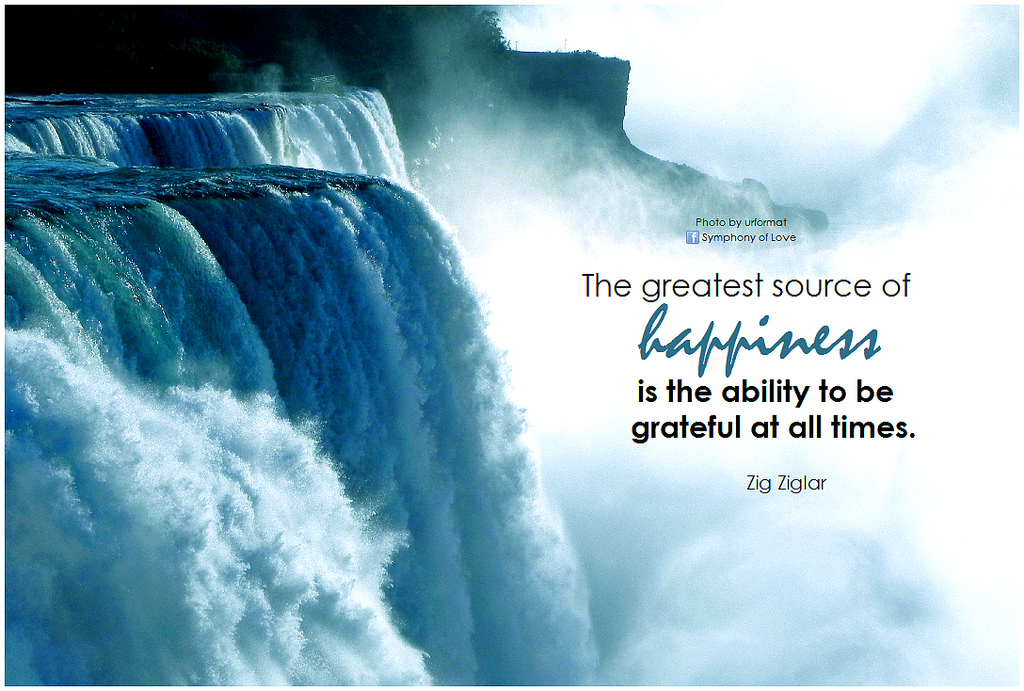 Photo by urformat
Symphony of Love
The greatest source of
happiness
is the ability to be
grateful at all times.
Zig Ziglar